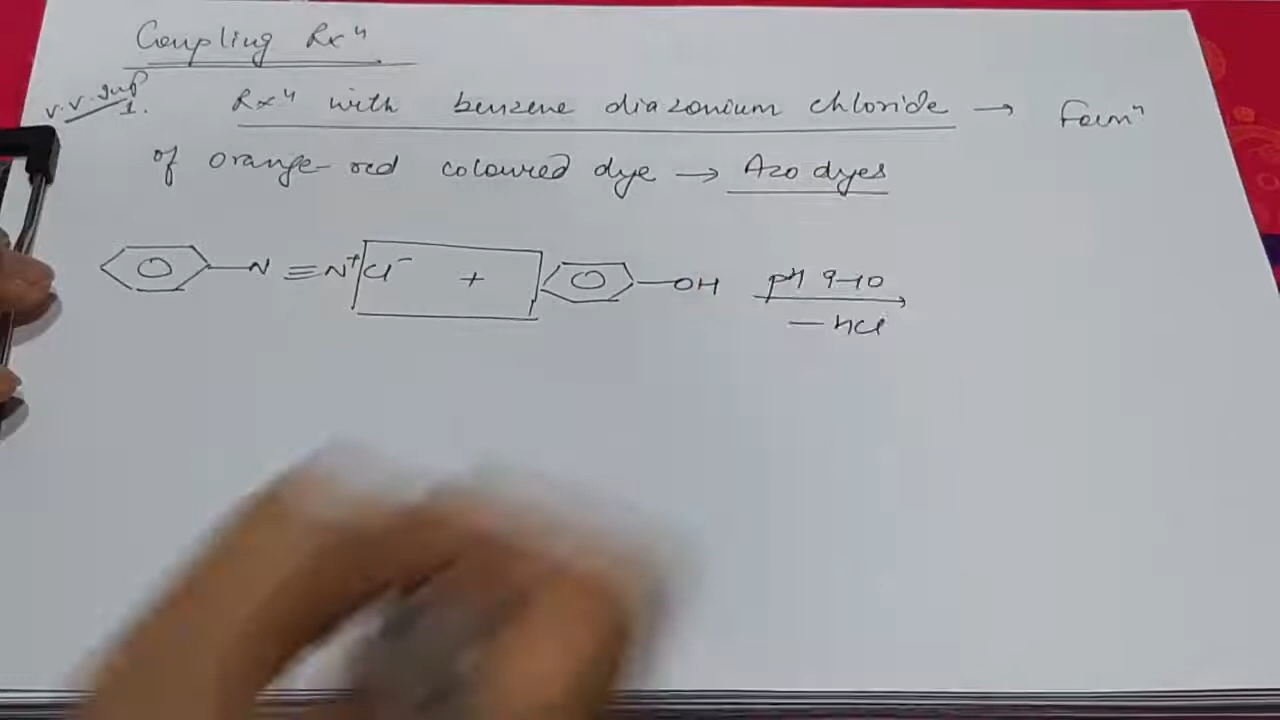 Coupling Rxⁿ
v.v. Imp
1. Rxⁿ with benzene diazonium chloride → Formⁿ
of orange-red coloured dye → Azo dyes
N≡N⁺Cl⁻ + OH pH 9-10
— HCl